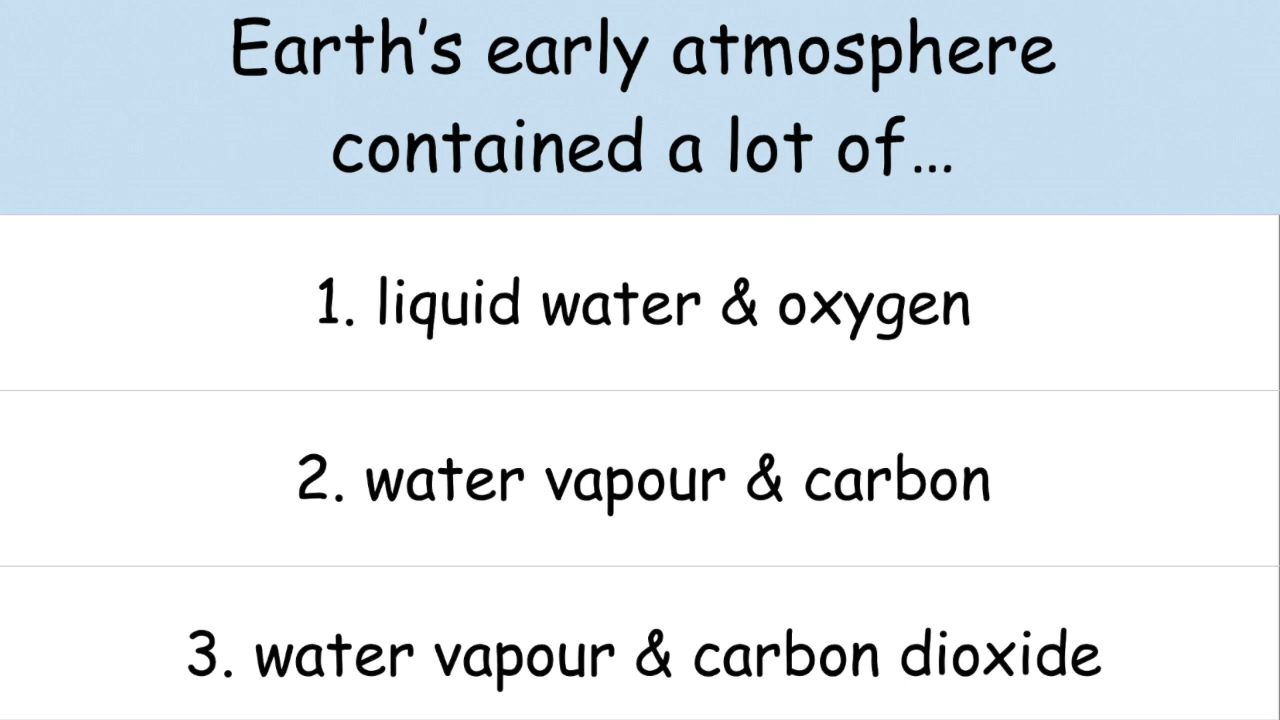 Earth's early atmosphere
contained a lot of...
1. liquid water & oxygen
2. water vapour & carbon
3. water vapour & carbon dioxide